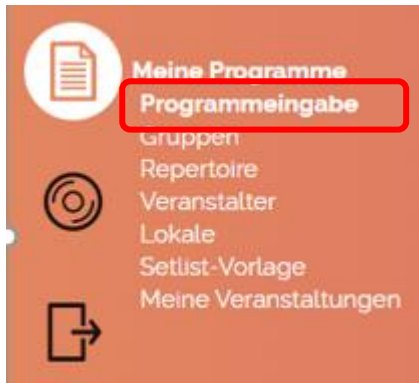 Meine Programme
Programmeingabe
Gruppen
Repertoire
Veranstalter
Lokale
Setlist-Vorlage
Meine Veranstaltungen